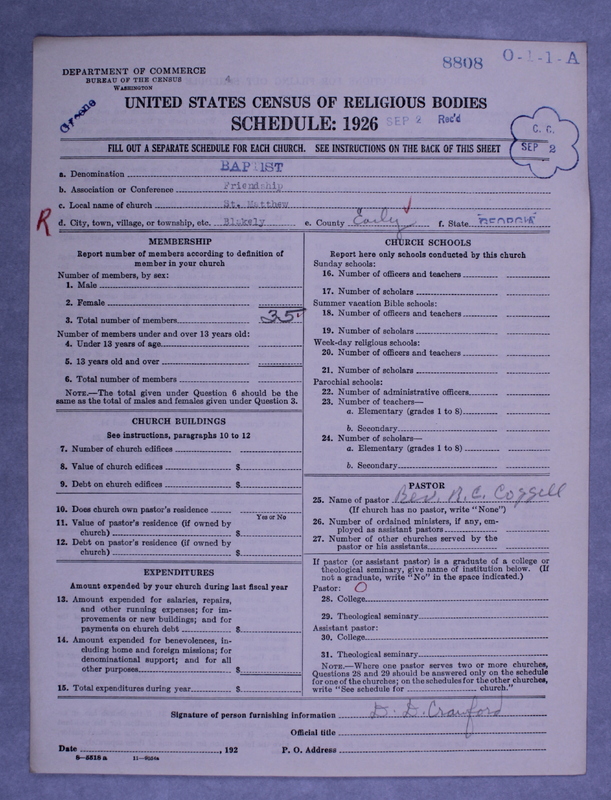 8808 O-1-1-A
DEPARTMENT OF COMMERCE
BUREAU OF THE CENSUS
WASHINGTON
Greene
UNITED STATES CENSUS OF RELIGIOUS BODIES
SCHEDULE: 1926 SEP 2 Rec'd
C. C.
SEP 2
FILL OUT A SEPARATE SCHEDULE FOR EACH CHURCH. SEE INSTRUCTIONS ON THE BACK OF THIS SHEET
a. Denomination BAPTIST
b. Association or Conference Friendship
c. Local name of church St. Matthew
R d. City, town, village, or township, etc. Blakely e. County Early f. State GEORGIA
MEMBERSHIP
Report number of members according to definition of
member in your church
Number of members, by sex:
1. Male
2. Female
3. Total number of members 35
Number of members under and over 13 years old:
4. Under 13 years of age
5. 13 years old and over
6. Total number of members
NOTE.—The total given under Question 6 should be
same as the total of males and females given under Question 3.
CHURCH BUILDINGS
See instructions, paragraphs 10 to 12
7. Number of church edifices
8. Value of church edifices $
9. Debt on church edifices $
10. Does church own pastor's residence
Yes or No
11. Value of pastor's residence (if owned by
church) $
12. Debt on pastor's residence (if owned by
church) $
EXPENDITURES
Amount expended by your church during last fiscal year
13. Amount expended for salaries, repairs,
and other running expenses; for im-
provements or new buildings; and for
payments on church debt $
14. Amount expended for benevolences, in-
cluding home and foreign missions; for
denominational support; and for all
other purposes $
15. Total expenditures during year $
CHURCH SCHOOLS
Report here only schools conducted by this church
Sunday schools:
16. Number of officers and teachers
17. Number of scholars
Summer vacation Bible schools:
18. Number of officers and teachers
19. Number of scholars
Week-day religious schools:
20. Number of officers and teachers
21. Number of scholars
Parochial schools:
22. Number of administrative officers
23. Number of teachers—
a. Elementary (grades 1 to 8)
b. Secondary
24. Number of scholars—
a. Elementary (grades 1 to 8)
b. Secondary
PASTOR
25. Name of pastor Rev. R. C. Coggell
(If church has no pastor, write "None")
26. Number of ordained ministers, if any, em-
ployed as assistant pastors
27. Number of other churches served by the
pastor or his assistants
If pastor (or assistant pastor) is a graduate of a college or
theological seminary, give name of institution below. (If
not a graduate, write "No" in the space indicated.)
Pastor: O
28. College
29. Theological seminary
Assistant pastor:
30. College
31. Theological seminary
NOTE.—Where one pastor serves two or more churches,
Questions 28 and 29 should be answered only on the schedule
for one of the churches; on the schedules for the other churches,
write "See schedule for church."
Signature of person furnishing information D. D. Crawford
Official title
Date , 192 P. O. Address
8—5518 a